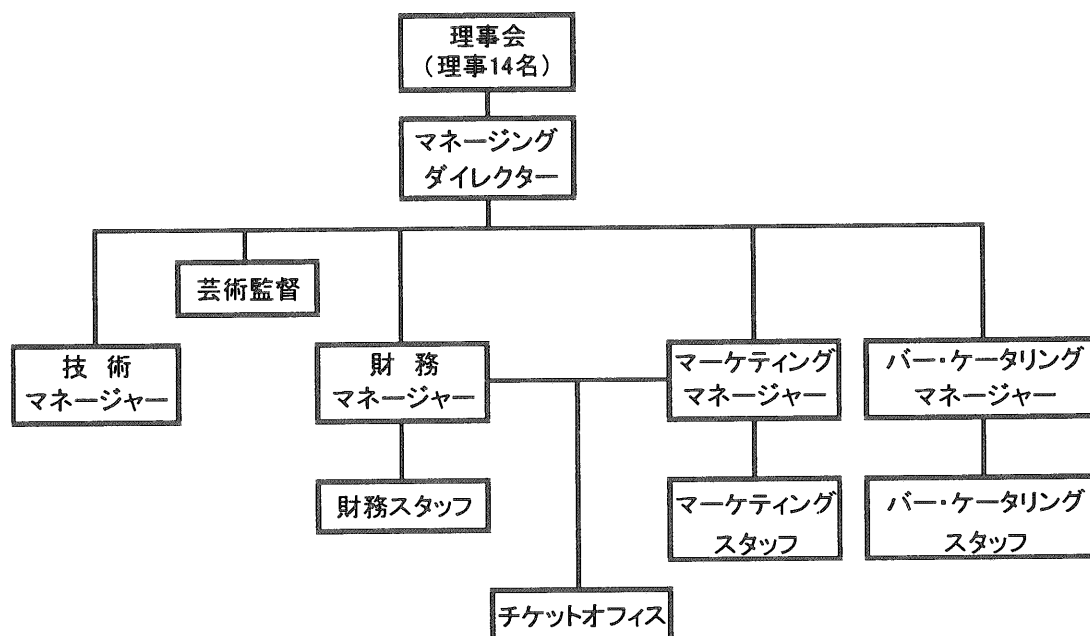 理事会
（理事14名）
マネージング
ダイレクター
芸術監督
技 術
マネージャー
財 務
マネージャー
マーケティング
マネージャー
バー・ケータリング
マネージャー
財務スタッフ
マーケティング
スタッフ
バー・ケータリング
スタッフ
チケットオフィス